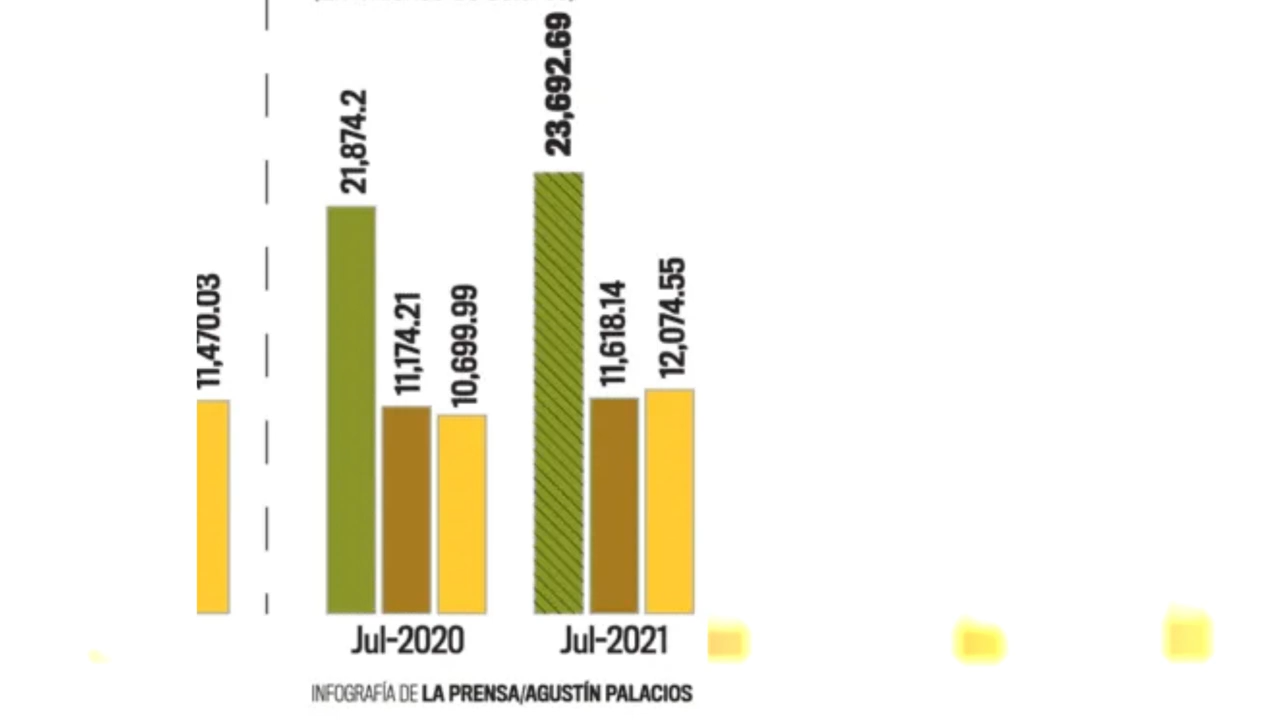 23,692.69
21,874.2
12,074.55
11,470.03
11,618.14
10,699.99
11,174.21
Jul-2020
Jul-2021
INFOGRAFÍA DE LA PRENSA/AGUSTÍN PALACIOS